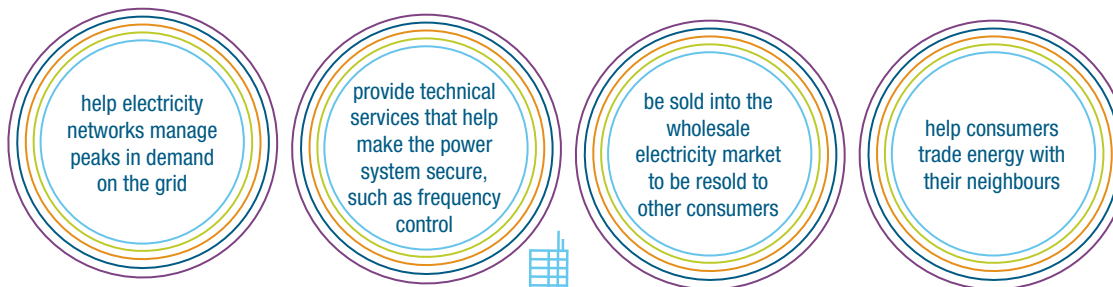 help electricity
networks manage
peaks in demand
on the grid
provide technical
services that help
make the power
system secure,
such as frequency
control
be sold into the
wholesale
electricity market
to be resold to
other consumers
help consumers
trade energy with
their neighbours